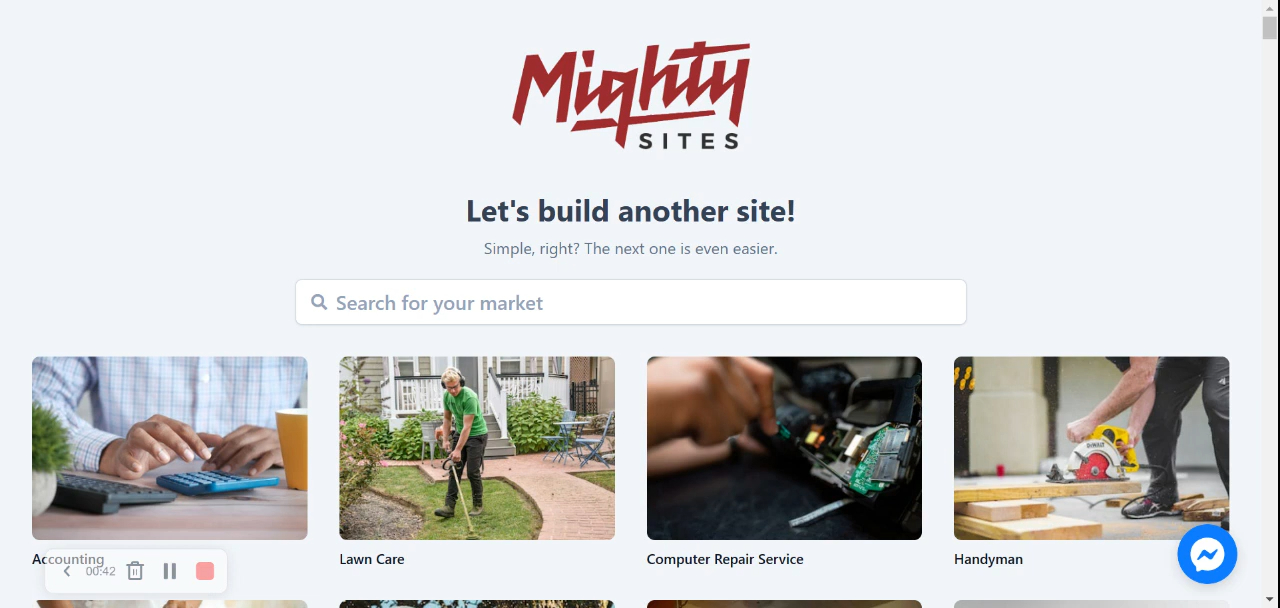 Mighty
SITES
Let's build another site!
Simple, right? The next one is even easier.
Search for your market
DEWALT
Accounting
Lawn Care
Computer Repair Service
Handyman
00:42